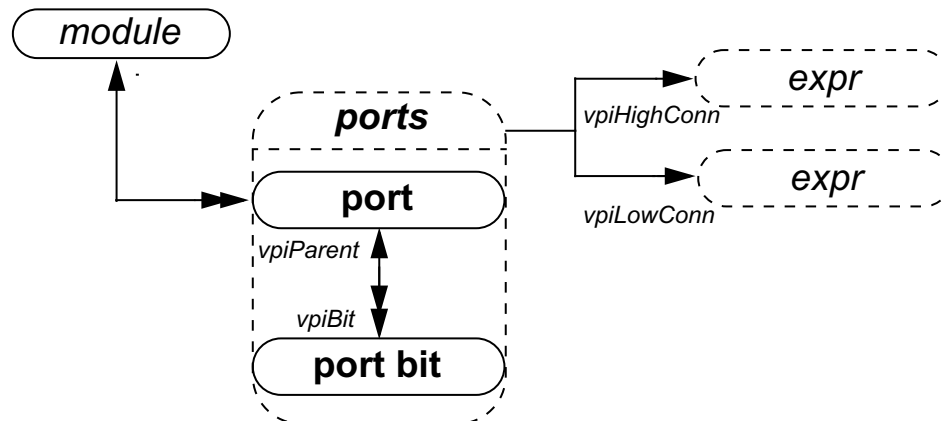 module
ports
expr
vpiHighConn
expr
port
vpiLowConn
vpiParent
vpiBit
port bit